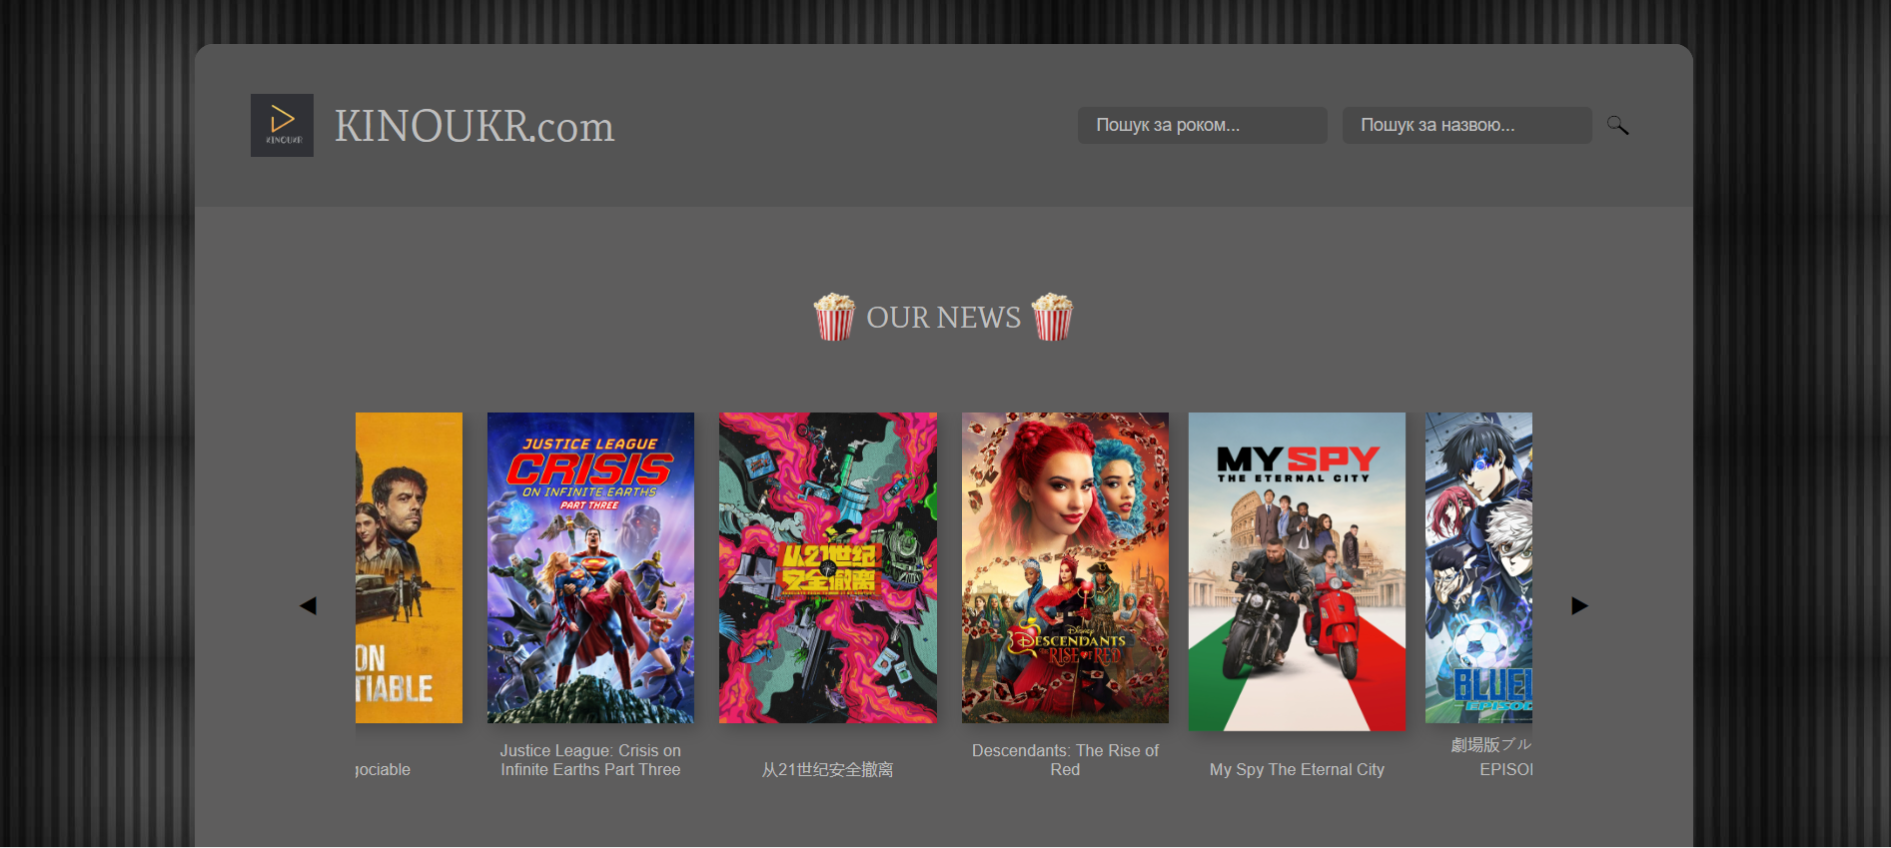 KINOUKR
KINOUKR.com
Пошук за роком...
Пошук за назвою...
OUR NEWS
ON
TIABLE
JUSTICE LEAGUE
CRISIS
ON INFINITE EARTHS
PART THREE
从21世纪
安全撤离
Disney
DESCENDANTS
THE RISE OF RED
MY SPY
THE ETERNAL CITY
BLUE
EPISOD
gociable
Justice League: Crisis on
Infinite Earths Part Three
从21世纪安全撤离
Descendants: The Rise of
Red
My Spy The Eternal City
劇場版ブル
EPISO